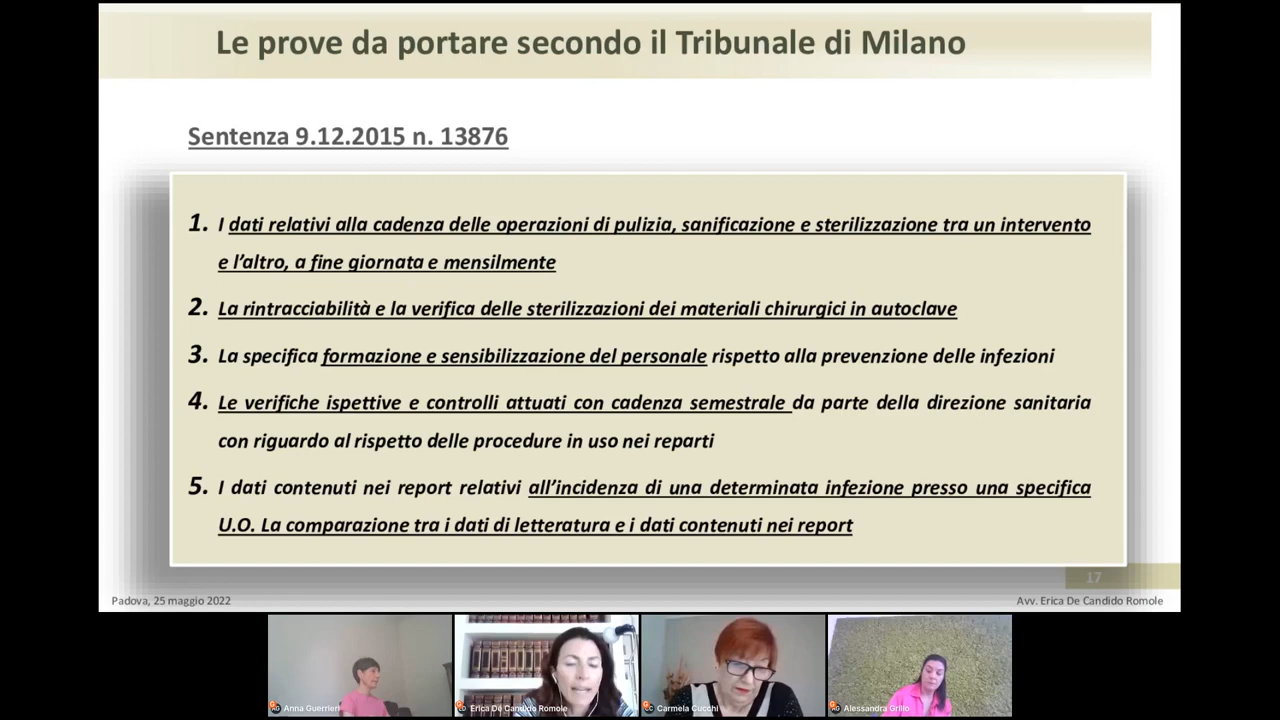 Le prove da portare secondo il Tribunale di Milano
Sentenza 9.12.2015 n. 13876
1. I dati relativi alla cadenza delle operazioni di pulizia, sanificazione e sterilizzazione tra un intervento
e l’altro, a fine giornata e mensilmente
2. La rintracciabilità e la verifica delle sterilizzazioni dei materiali chirurgici in autoclave
3. La specifica formazione e sensibilizzazione del personale rispetto alla prevenzione delle infezioni
4. Le verifiche ispettive e controlli attuati con cadenza semestrale da parte della direzione sanitaria
con riguardo al rispetto delle procedure in uso nei reparti
5. I dati contenuti nei report relativi all’incidenza di una determinata infezione presso una specifica
U.O. La comparazione tra i dati di letteratura e i dati contenuti nei report
17
Padova, 25 maggio 2022
Avv. Erica De Candido Romole
Anna Guerrieri
Erica De Candido Romole
Carmela Cucchi
Alessandra Grillo